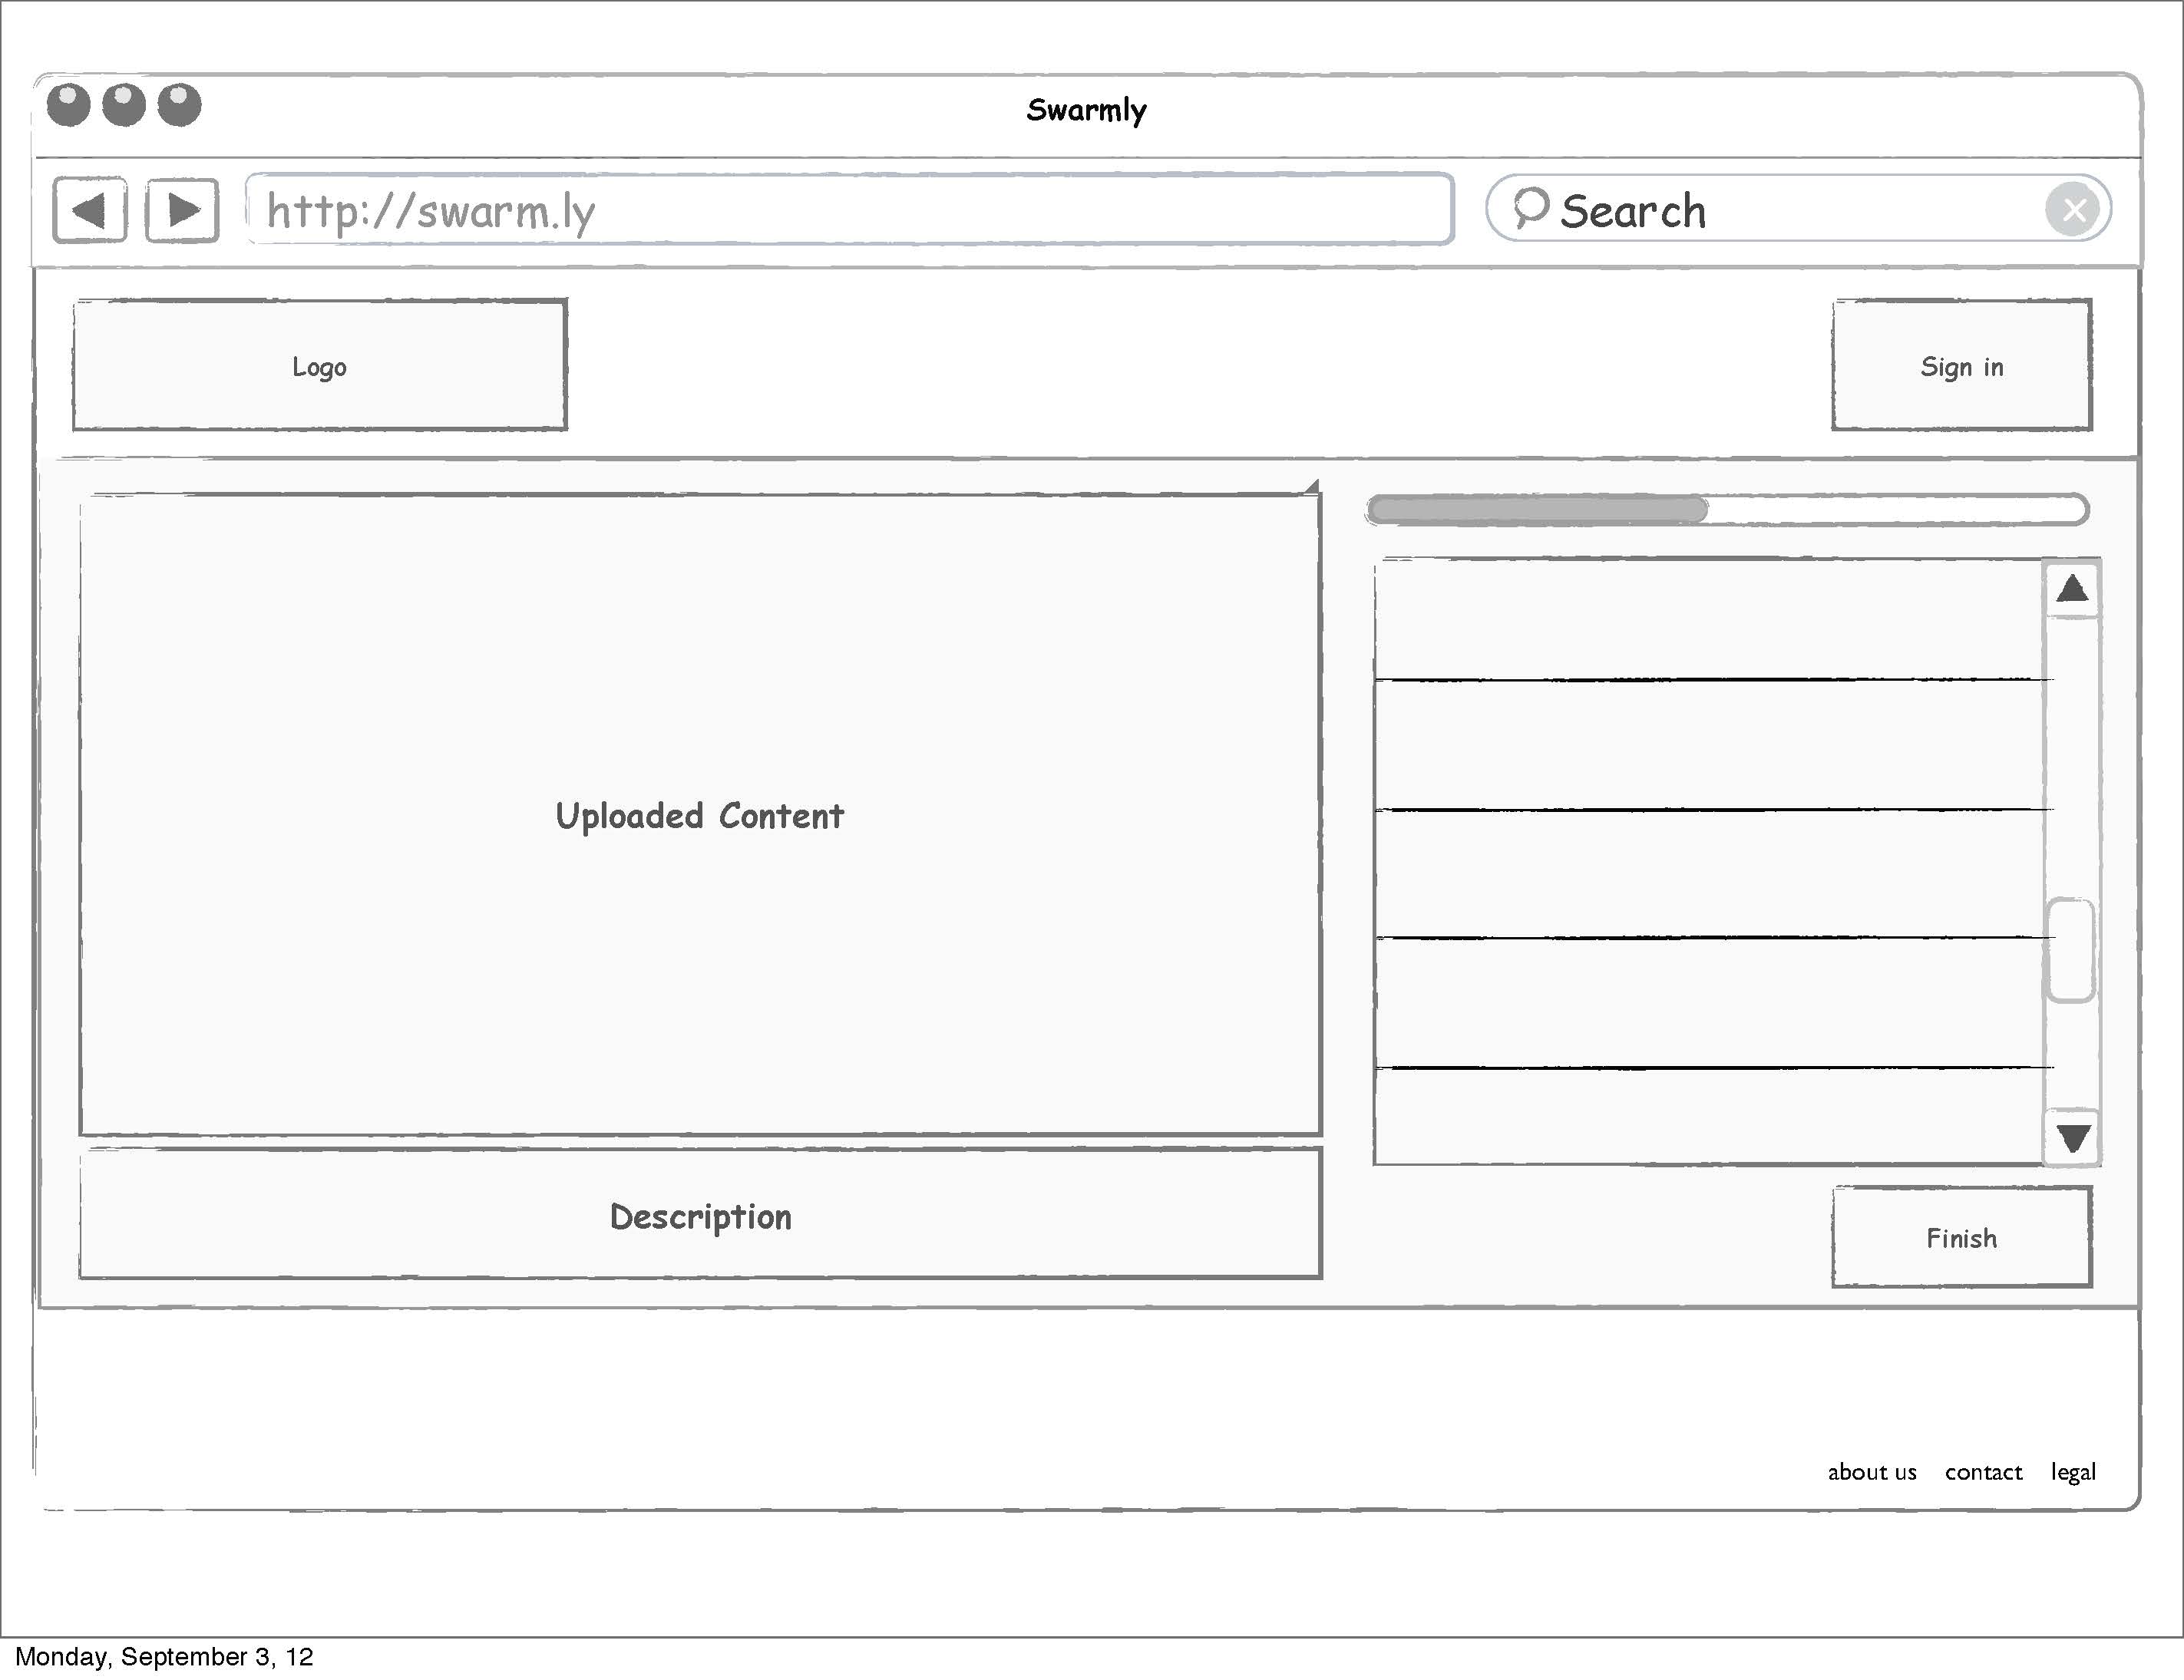 Swarmly
http://swarm.ly
Search
Logo
Sign in
Uploaded Content
Description
Finish
about us contact legal
Monday, September 3, 12